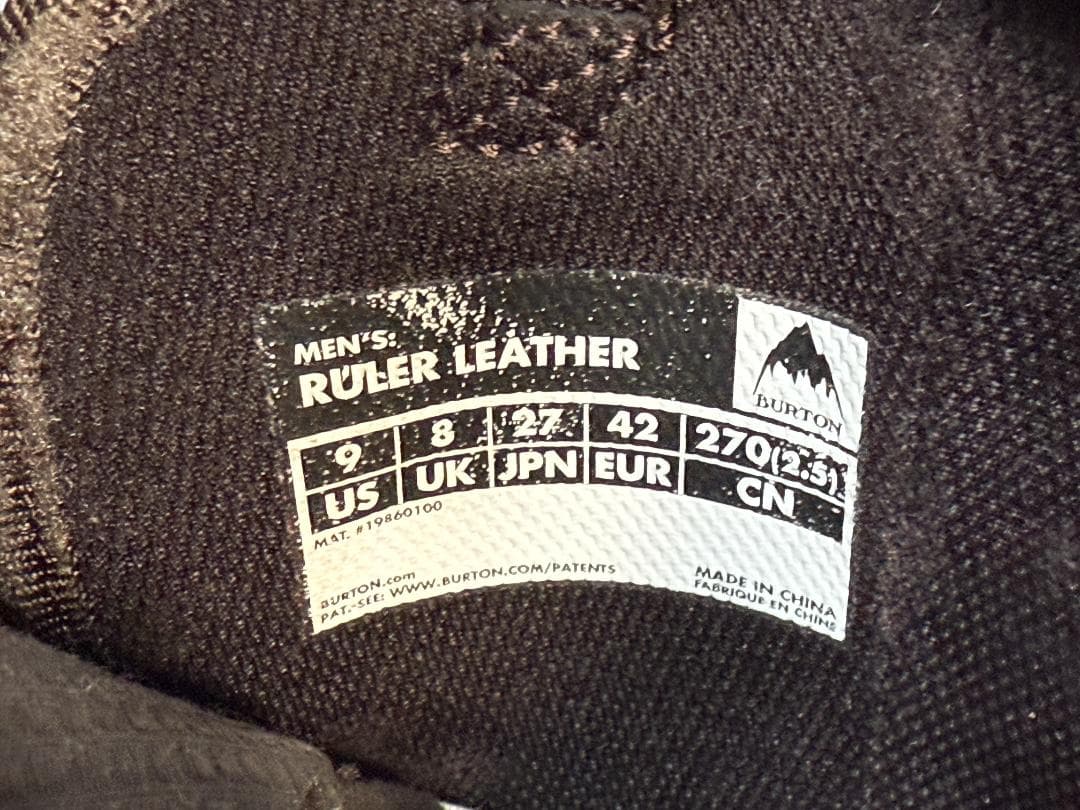 MEN'S:
RULER LEATHER
BURTON
9 8 27 42 270(2.5)
US UK JPN EUR CN
MAT. #19860100
BURTON.com
PAT.-SEE: WWW.BURTON.COM/PATENTS
MADE IN CHINA
FABRIQUE EN CHINE